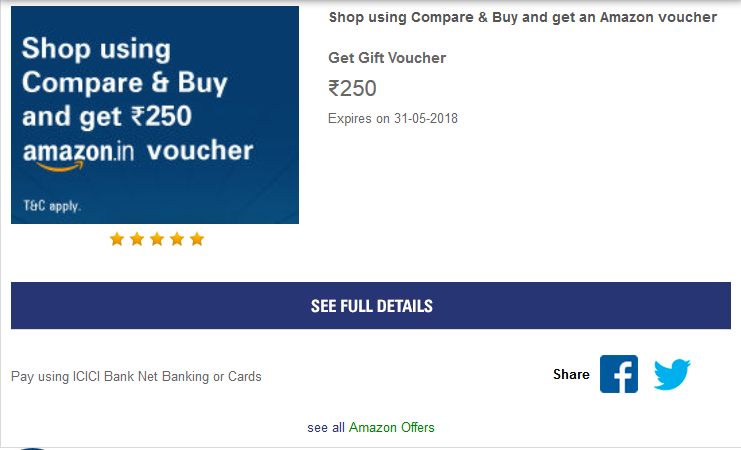 Shop using
Compare & Buy
and get ₹250
amazon.in voucher
T&C apply.
Shop using Compare & Buy and get an Amazon voucher
Get Gift Voucher
₹250
Expires on 31-05-2018
SEE FULL DETAILS
Pay using ICICI Bank Net Banking or Cards
Share
see all Amazon Offers